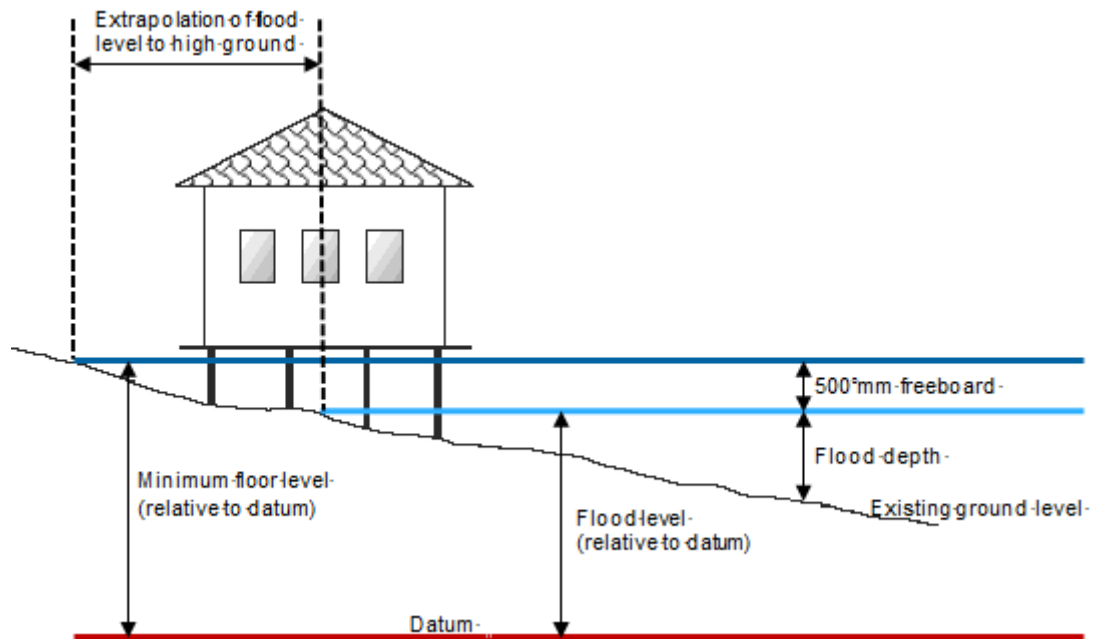 Extrapolation·of·flood·
level·to·high·ground·
500°mm·freeboard·
Flood·depth·
Minimum·floor·level·
(relative·to·datum)
Existing·ground·level·
Flood·level·
(relative·to·datum)
Datum·